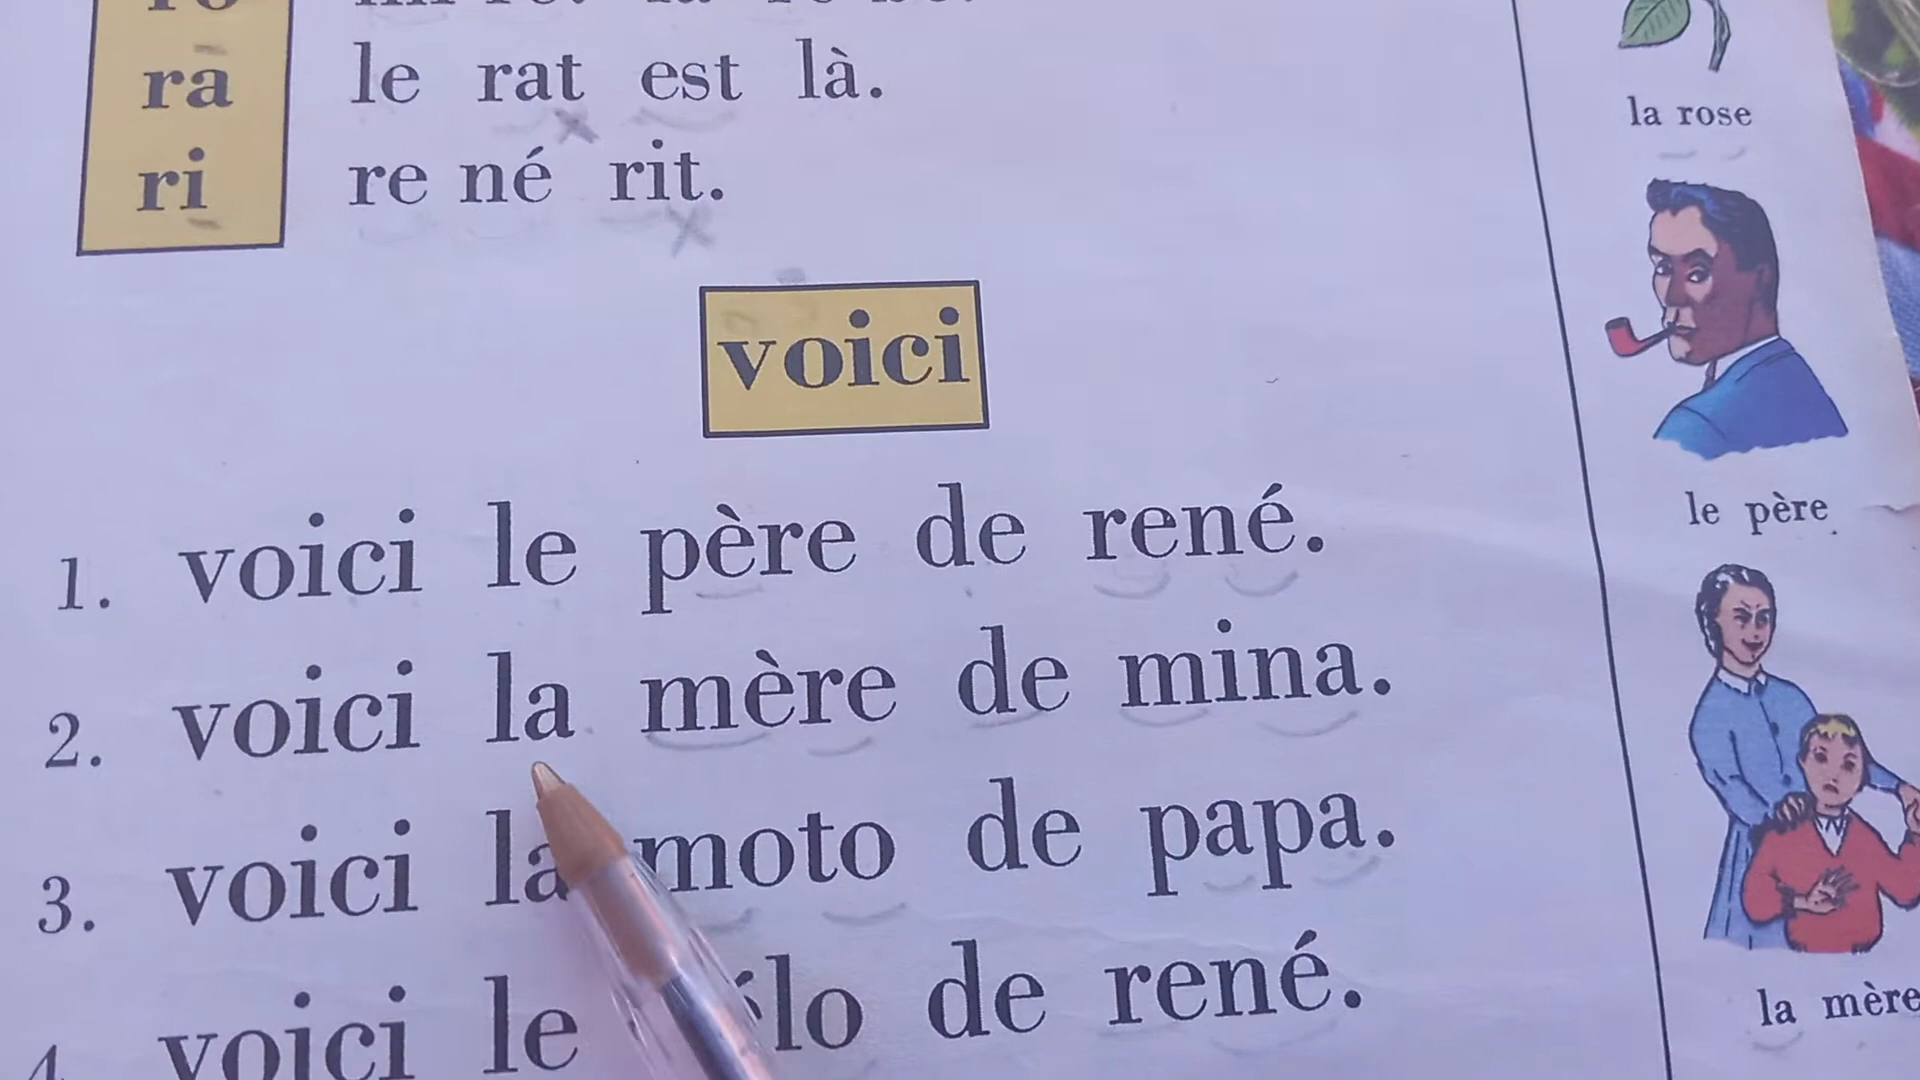 ra le rat est là.
ri re né rit.
voici
1. voici le père de rené.
2. voici la mère de mina.
3. voici la moto de papa.
4. voici le de rené.
la rose
le père
la mère